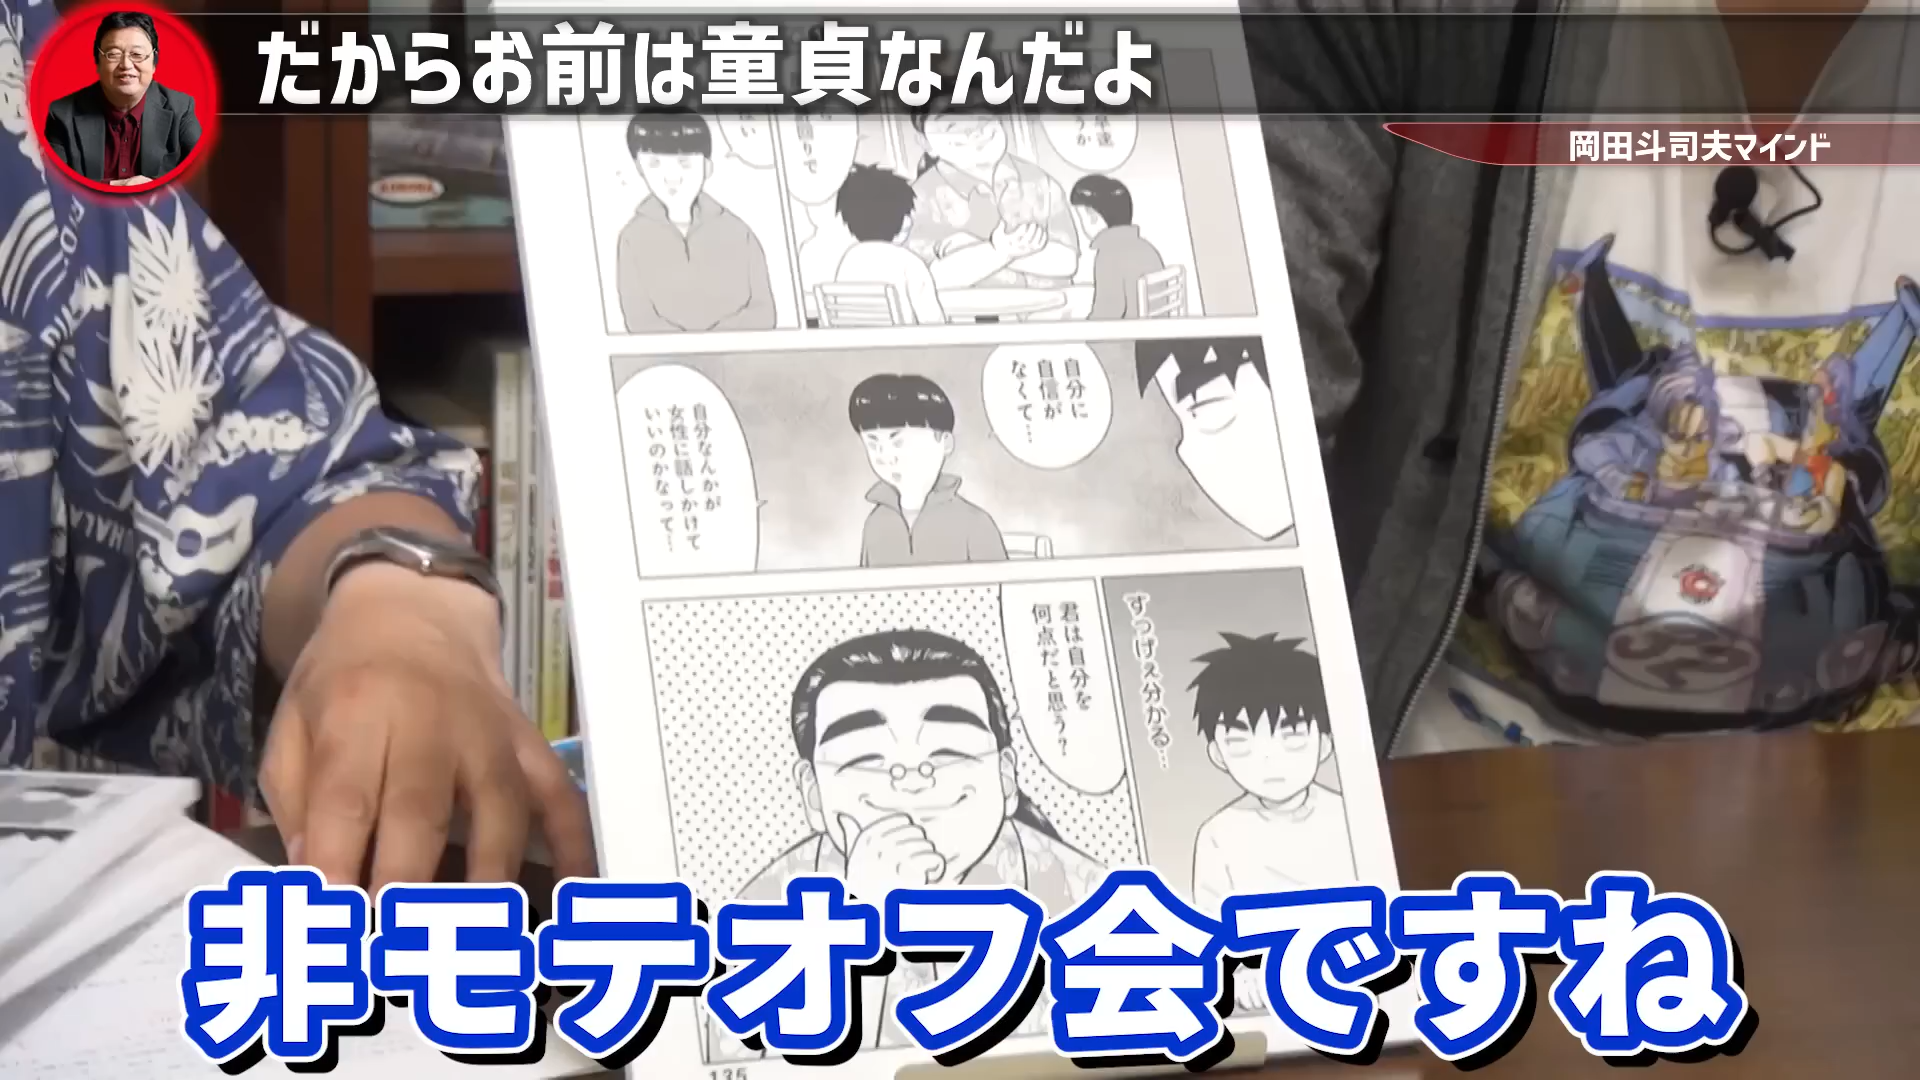 だからお前は童貞なんだよ
岡田斗司夫マインド
AURORA
自分に
自信が
なくて…
自分なんかが
女性に話しかけて
いいのかなって…
すっげぇ分かる…
君は自分を
何点だと思う?
非モテオフ会ですね
135